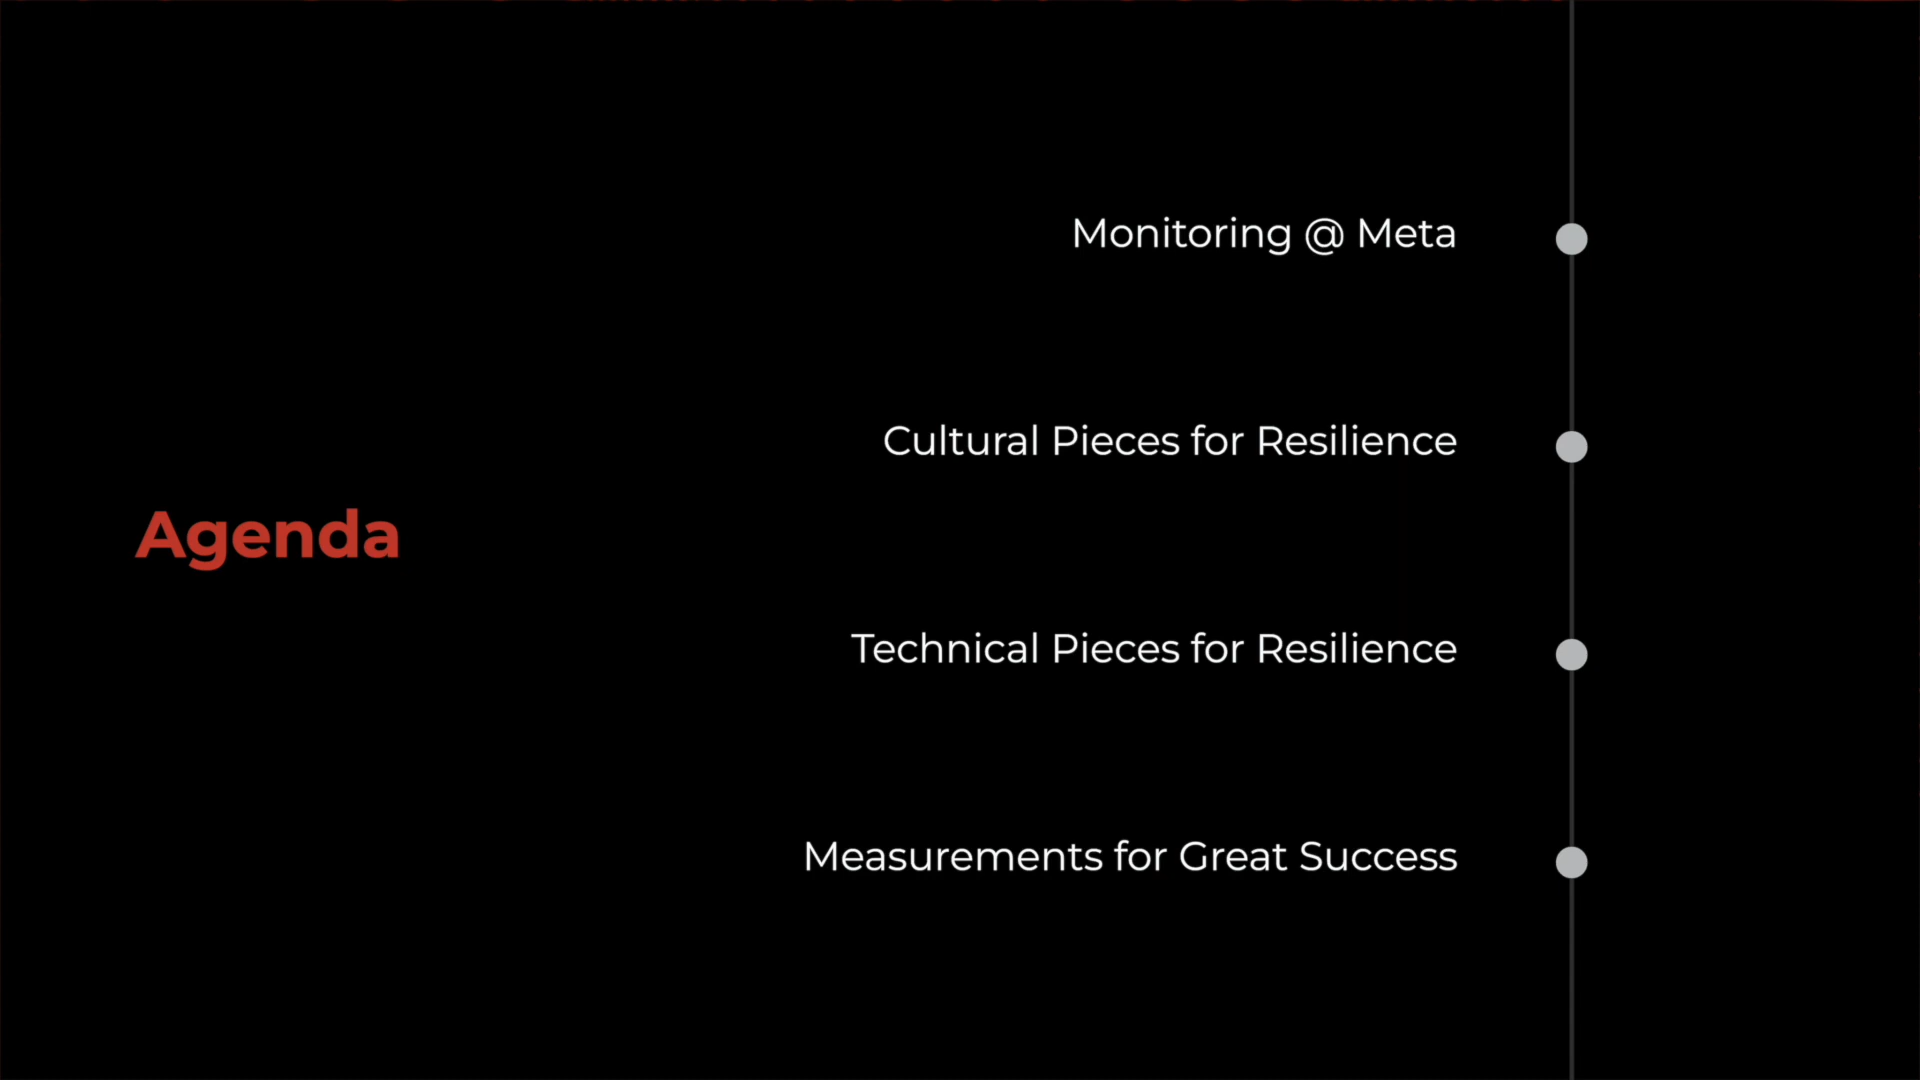 Agenda
Monitoring @ Meta
Cultural Pieces for Resilience
Technical Pieces for Resilience
Measurements for Great Success